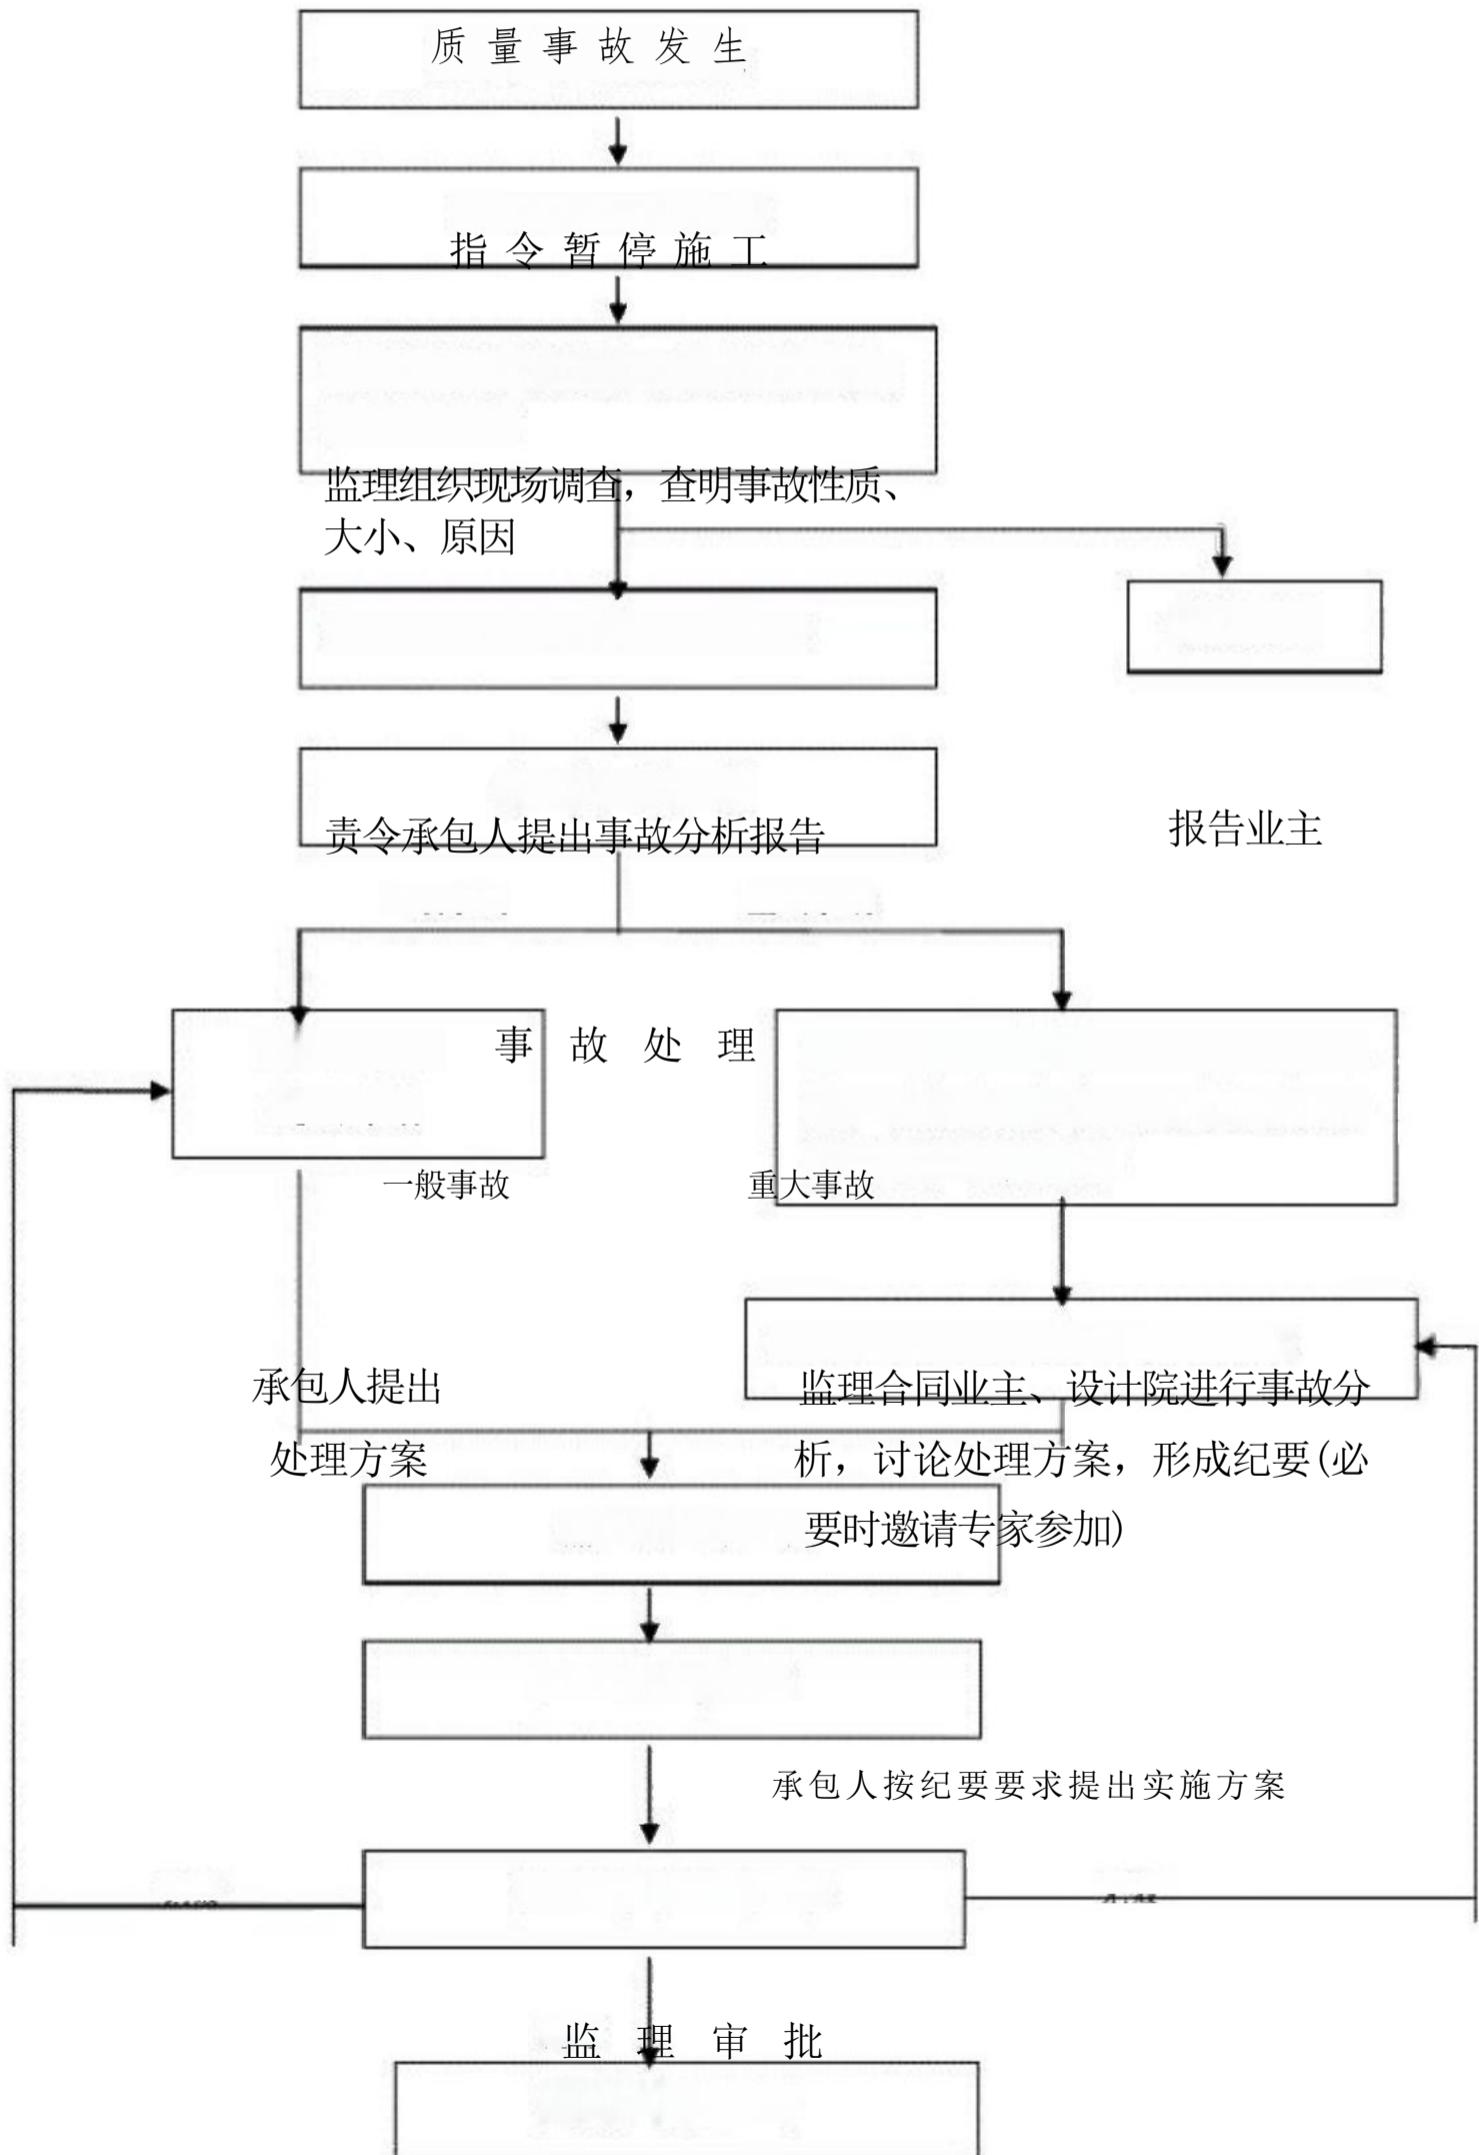 质量事故发生
指令暂停施工
监理组织现场调查，查明事故性质、
大小、原因
责令承包人提出事故分析报告
报告业主
事故处理
一般事故
重大事故
承包人提出
处理方案
监理合同业主、设计院进行事故分
析，讨论处理方案，形成纪要(必
要时邀请专家参加)
承包人按纪要要求提出实施方案
监理审批